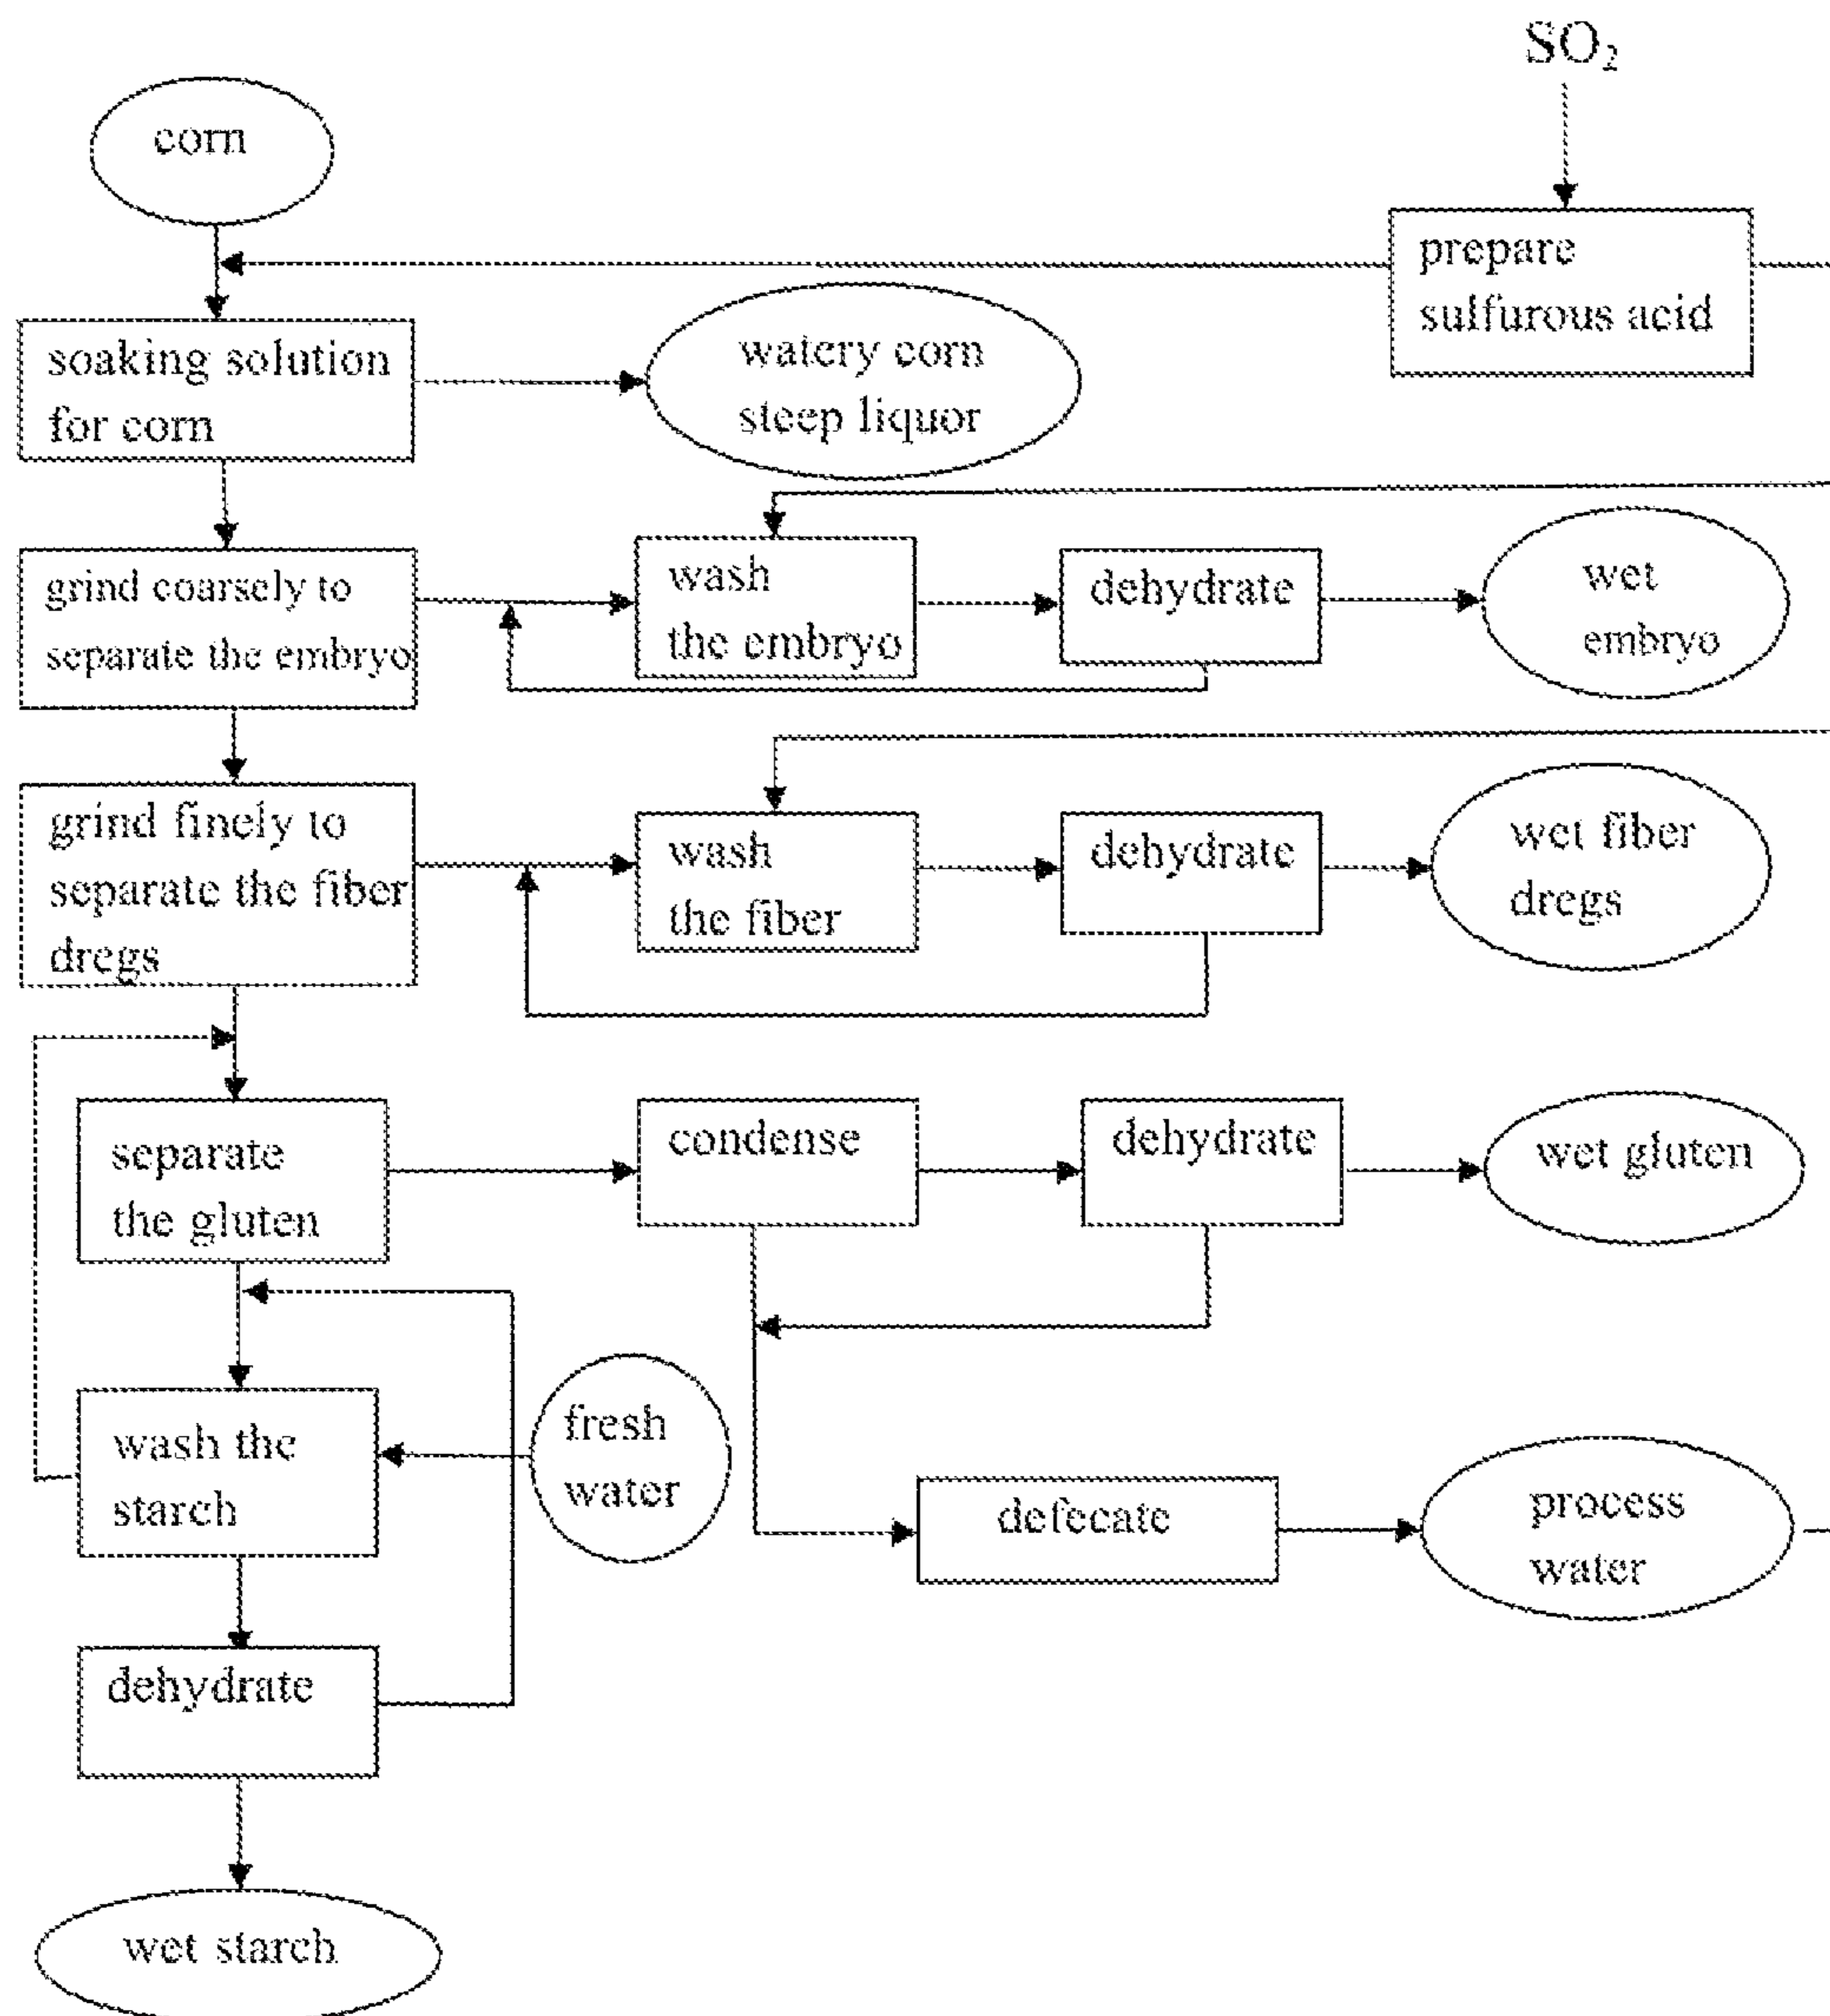 SO₂
corn
prepare
sulfurous acid
soaking solution
for corn
watery corn
steep liquor
grind coarsely to
separate the embryo
wash
the embryo
dehydrate
wet
embryo
grind finely to
separate the fiber
dregs
wash
the fiber
dehydrate
wet fiber
dregs
separate
the gluten
condense
dehydrate
wet gluten
wash the
starch
fresh
water
defecate
process
water
dehydrate
wet starch